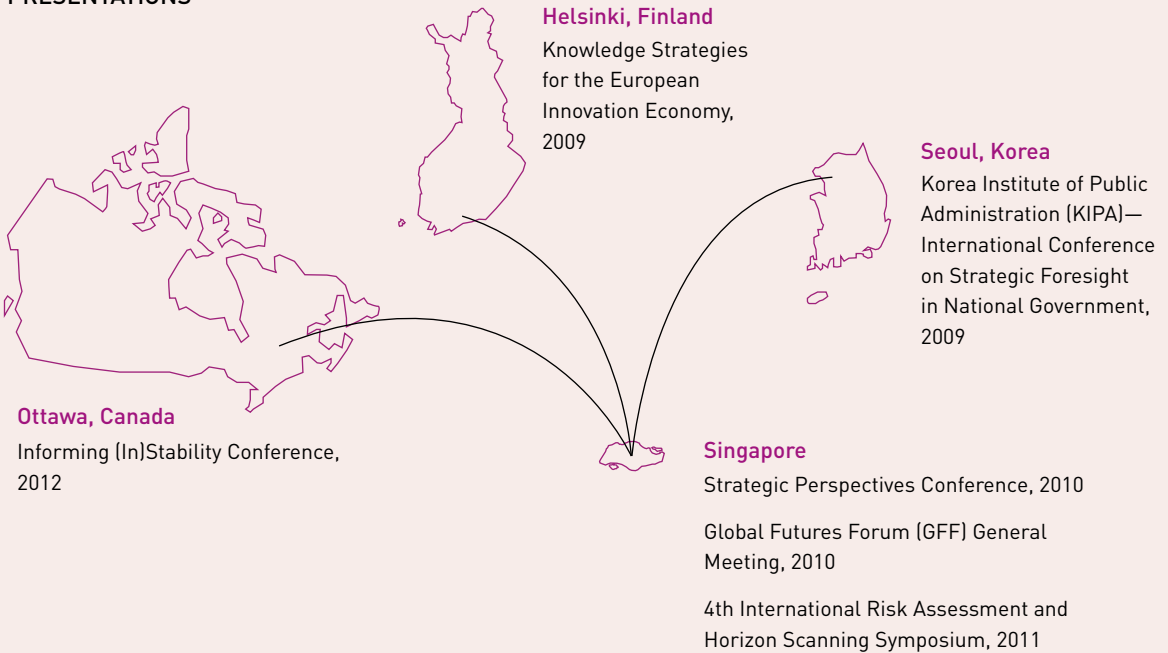 PRESENTATIONS
Helsinki, Finland
Knowledge Strategies
for the European
Innovation Economy,
2009
Seoul, Korea
Korea Institute of Public
Administration (KIPA)—
International Conference
on Strategic Foresight
in National Government,
2009
Ottawa, Canada
Informing (In)Stability Conference,
2012
Singapore
Strategic Perspectives Conference, 2010
Global Futures Forum (GFF) General
Meeting, 2010
4th International Risk Assessment and
Horizon Scanning Symposium, 2011